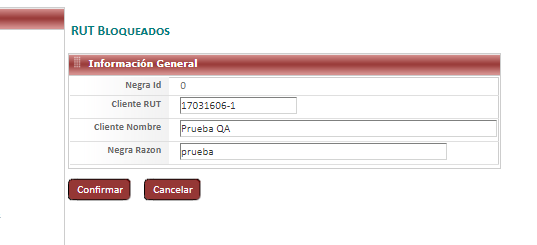 RUT BLOQUEADOS
Información General
Negra Id 0
Cliente RUT 17031606-1
Cliente Nombre Prueba QA
Negra Razon prueba
Confirmar Cancelar